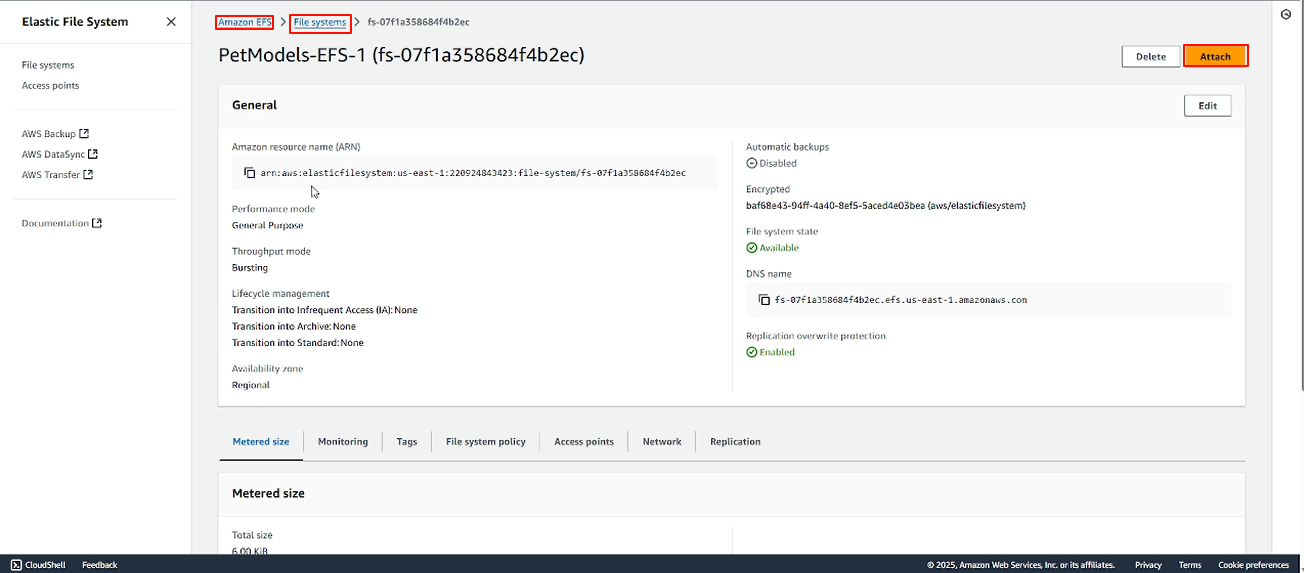 Elastic File System
File systems
Access points
AWS Backup
AWS DataSync
AWS Transfer
Documentation
Amazon EFS > File systems > fs-07f1a358684f4b2ec
PetModels-EFS-1 (fs-07f1a358684f4b2ec)
Delete
Attach
General
Edit
Amazon resource name (ARN)
arn:aws:elasticfilesystem:us-east-1:220924843423:file-system/fs-07f1a358684f4b2ec
Performance mode
General Purpose
Throughput mode
Bursting
Lifecycle management
Transition into Infrequent Access (IA): None
Transition into Archive: None
Transition into Standard: None
Availability zone
Regional
Automatic backups
Disabled
Encrypted
baf68e43-94ff-4a40-8ef5-5aced4e03bea (aws/elasticfilesystem)
File system state
Available
DNS name
fs-07f1a358684f4b2ec.efs.us-east-1.amazonaws.com
Replication overwrite protection
Enabled
Metered size
Monitoring
Tags
File system policy
Access points
Network
Replication
Metered size
Total size
6.00 KiB
CloudShell
Feedback
© 2025, Amazon Web Services, Inc. or its affiliates.
Privacy
Terms
Cookie preferences